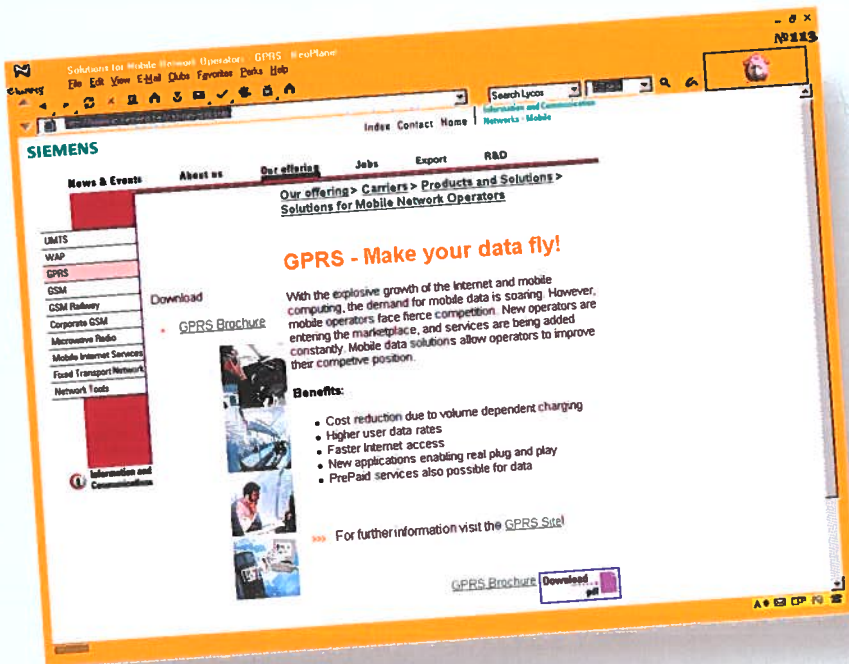 Solutions for Mobile Network Operators - GPRS - NeoPlanet
№113
File Edit View E-Mail Clubs Favorites Perks Help
Search Lycos
Index Contact Home
Information and Communication
Networks - Mobile
SIEMENS
News & Events
About us
Our offering
Jobs
Export
R&D
Our offering> Carriers> Products and Solutions>
Solutions for Mobile Network Operators
UMTS
WAP
GPRS
GSM
GSM Railway
Corporate GSM
Microwave Radio
Mobile Internet Services
Fixed Transport Network
Network Tools
Information and
Communications
Download
GPRS Brochure
GPRS - Make your data fly!
With the explosive growth of the Internet and mobile
computing, the demand for mobile data is soaring. However,
mobile operators face fierce competition. New operators are
entering the marketplace, and services are being added
constantly. Mobile data solutions allow operators to improve
their competive position.
Benefits:
• Cost reduction due to volume dependent charging
• Higher user data rates
• Faster Internet access
• New applications enabling real plug and play
• PrePaid services also possible for data
>>> For further information visit the GPRS Site!
GPRS Brochure
Download
pdf